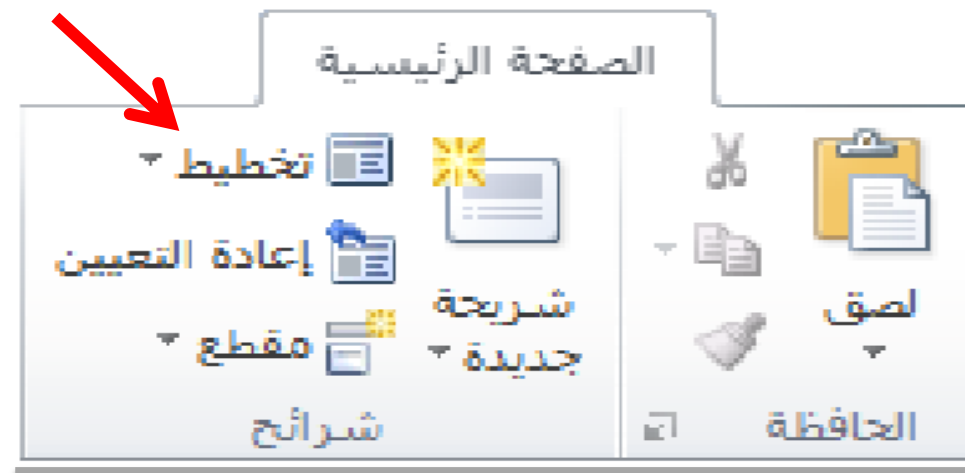 الصفحة الرئيسية
لصق
الحافظة
شريحة
جديدة
تخطيط
إعادة التعيين
مقطع
شرائح